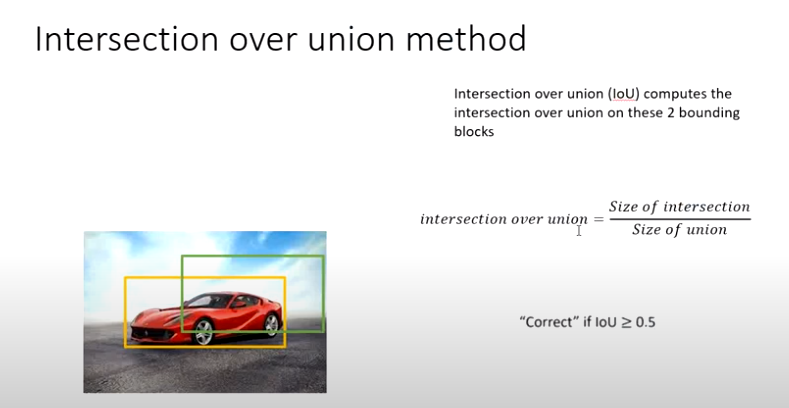 Intersection over union method
Intersection over union (IoU) computes the
intersection over union on these 2 bounding
blocks
intersection over union = Size of intersection / Size of union
"Correct" if IoU ≥ 0.5